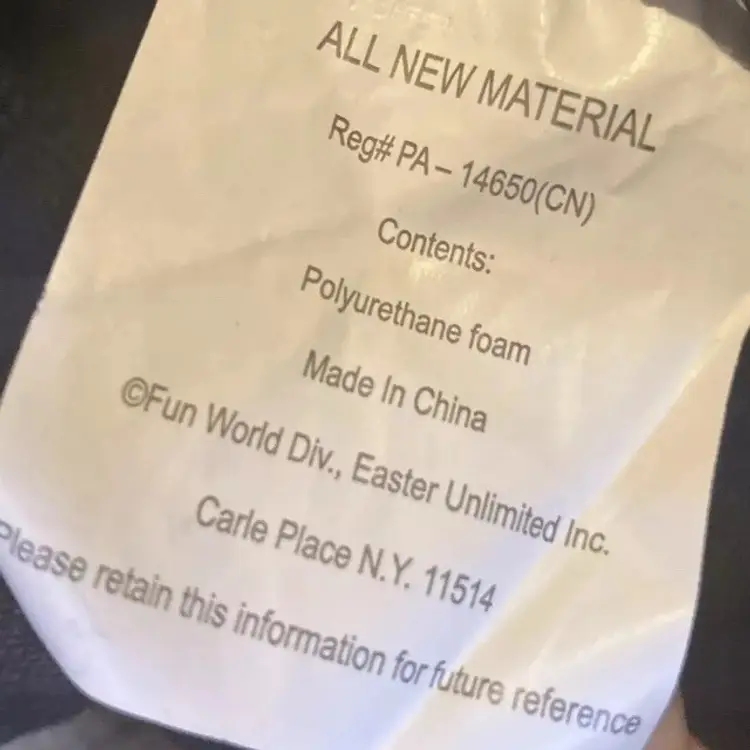 ALL NEW MATERIAL
Reg# PA – 14650(CN)
Contents:
Polyurethane foam
Made In China
©Fun World Div., Easter Unlimited Inc.
Carle Place N.Y. 11514
Please retain this information for future reference